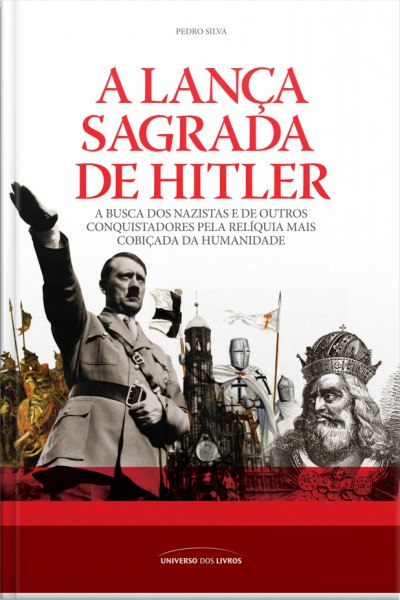 PEDRO SILVA
A LANÇA
SAGRADA
DE HITLER
A BUSCA DOS NAZISTAS E DE OUTROS
CONQUISTADORES PELA RELÍQUIA MAIS
COBIÇADA DA HUMANIDADE
UNIVERSO DOS LIVROS